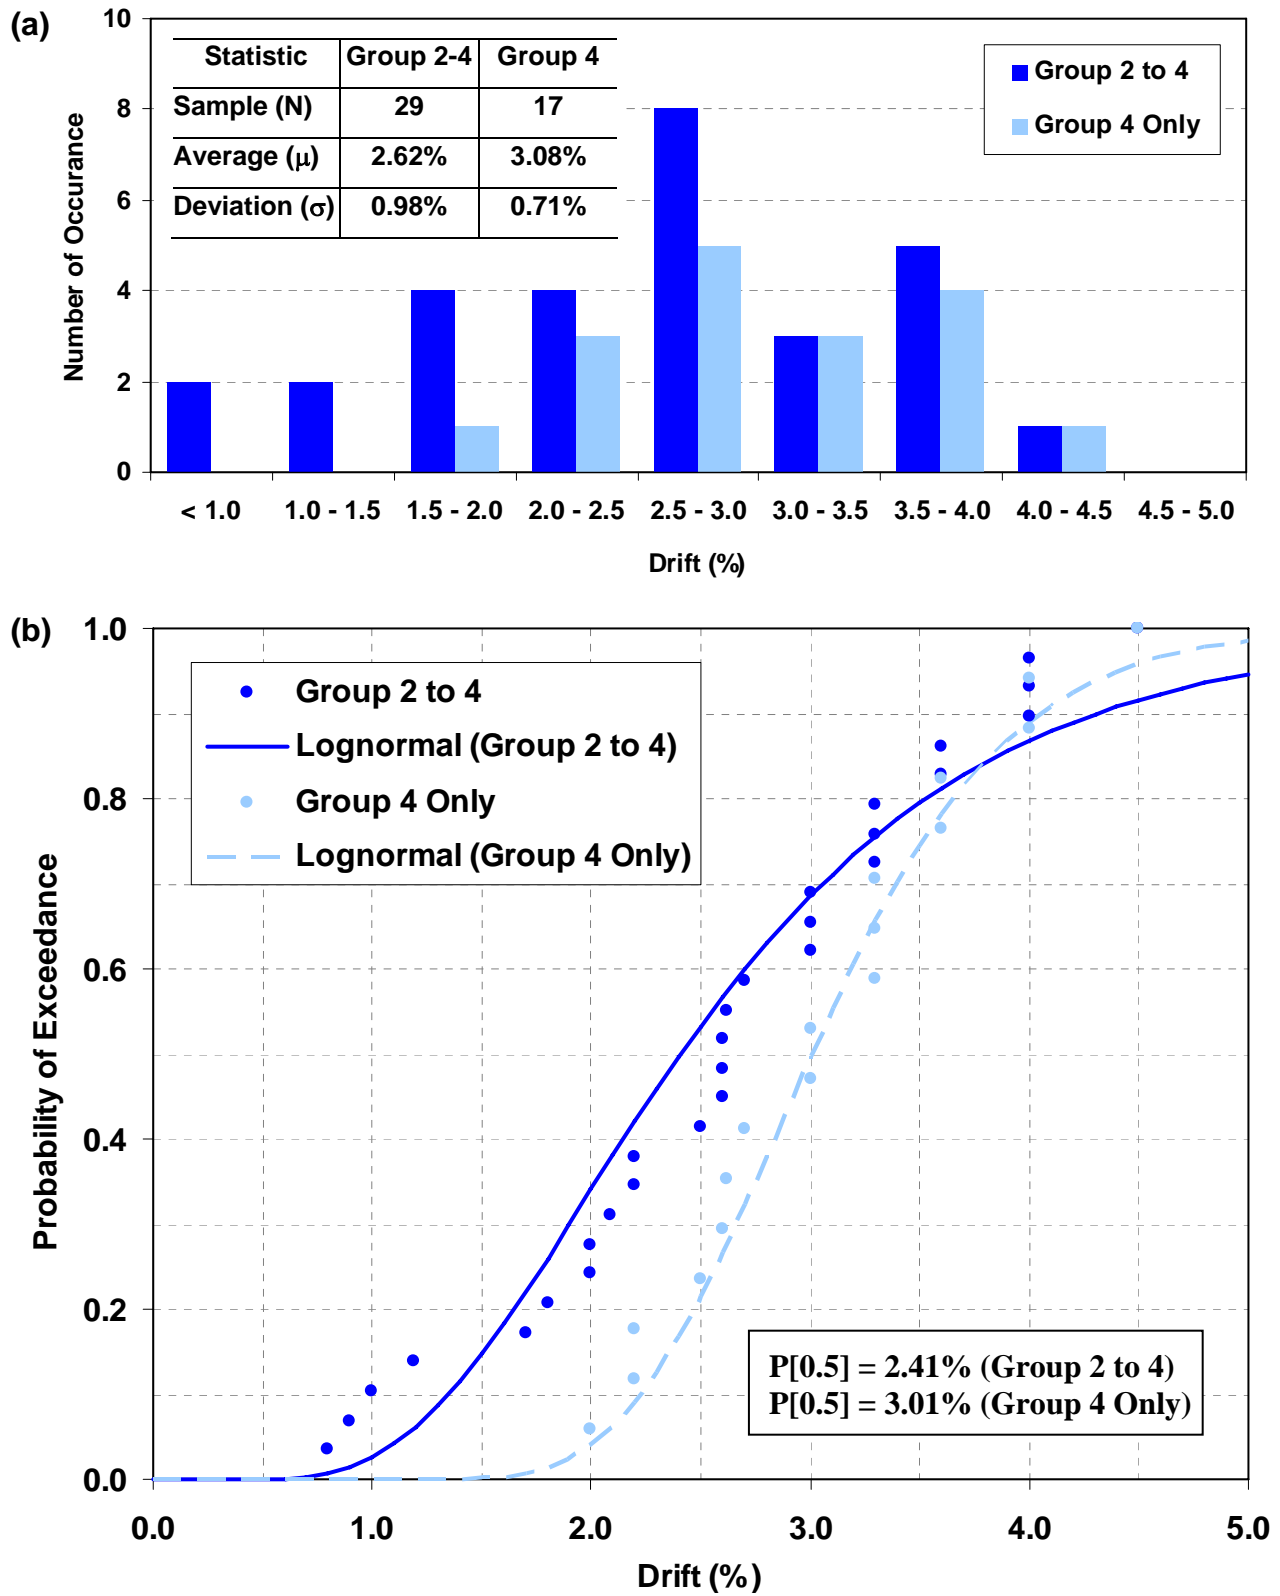 (a)
10
8
6
4
2
0
Number of Occurance
Statistic Group 2-4 Group 4
Sample (N) 29 17
Average (μ) 2.62% 3.08%
Deviation (σ) 0.98% 0.71%
Group 2 to 4
Group 4 Only
< 1.0 1.0 - 1.5 1.5 - 2.0 2.0 - 2.5 2.5 - 3.0 3.0 - 3.5 3.5 - 4.0 4.0 - 4.5 4.5 - 5.0
Drift (%)
(b)
1.0
0.8
0.6
0.4
0.2
0.0
Probability of Exceedance
Group 2 to 4
Lognormal (Group 2 to 4)
Group 4 Only
Lognormal (Group 4 Only)
P[0.5] = 2.41% (Group 2 to 4)
P[0.5] = 3.01% (Group 4 Only)
0.0 1.0 2.0 3.0 4.0 5.0
Drift (%)